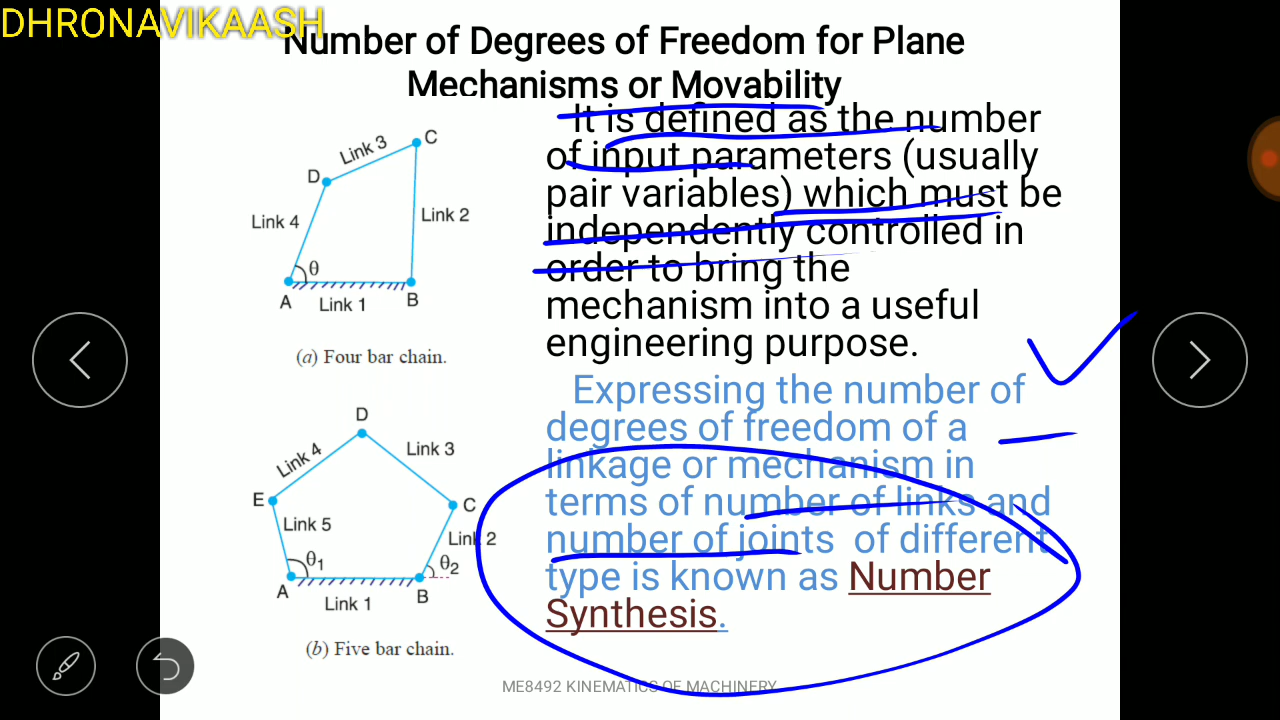 DHRONAVIKAASH
Number of Degrees of Freedom for Plane
Mechanisms or Movability
It is defined as the number
of input parameters (usually
pair variables) which must be
independently controlled in
order to bring the
mechanism into a useful
engineering purpose.
Expressing the number of
degrees of freedom of a
linkage or mechanism in
terms of number of links and
number of joints of different
type is known as Number
Synthesis.
C
Link 3
D
Link 4
Link 2
θ
A
Link 1
B
(a) Four bar chain.
D
Link 4
Link 3
E
C
Link 5
Link 2
θ1
θ2
A
Link 1
B
(b) Five bar chain.
ME8492 KINEMATICS OF MACHINERY